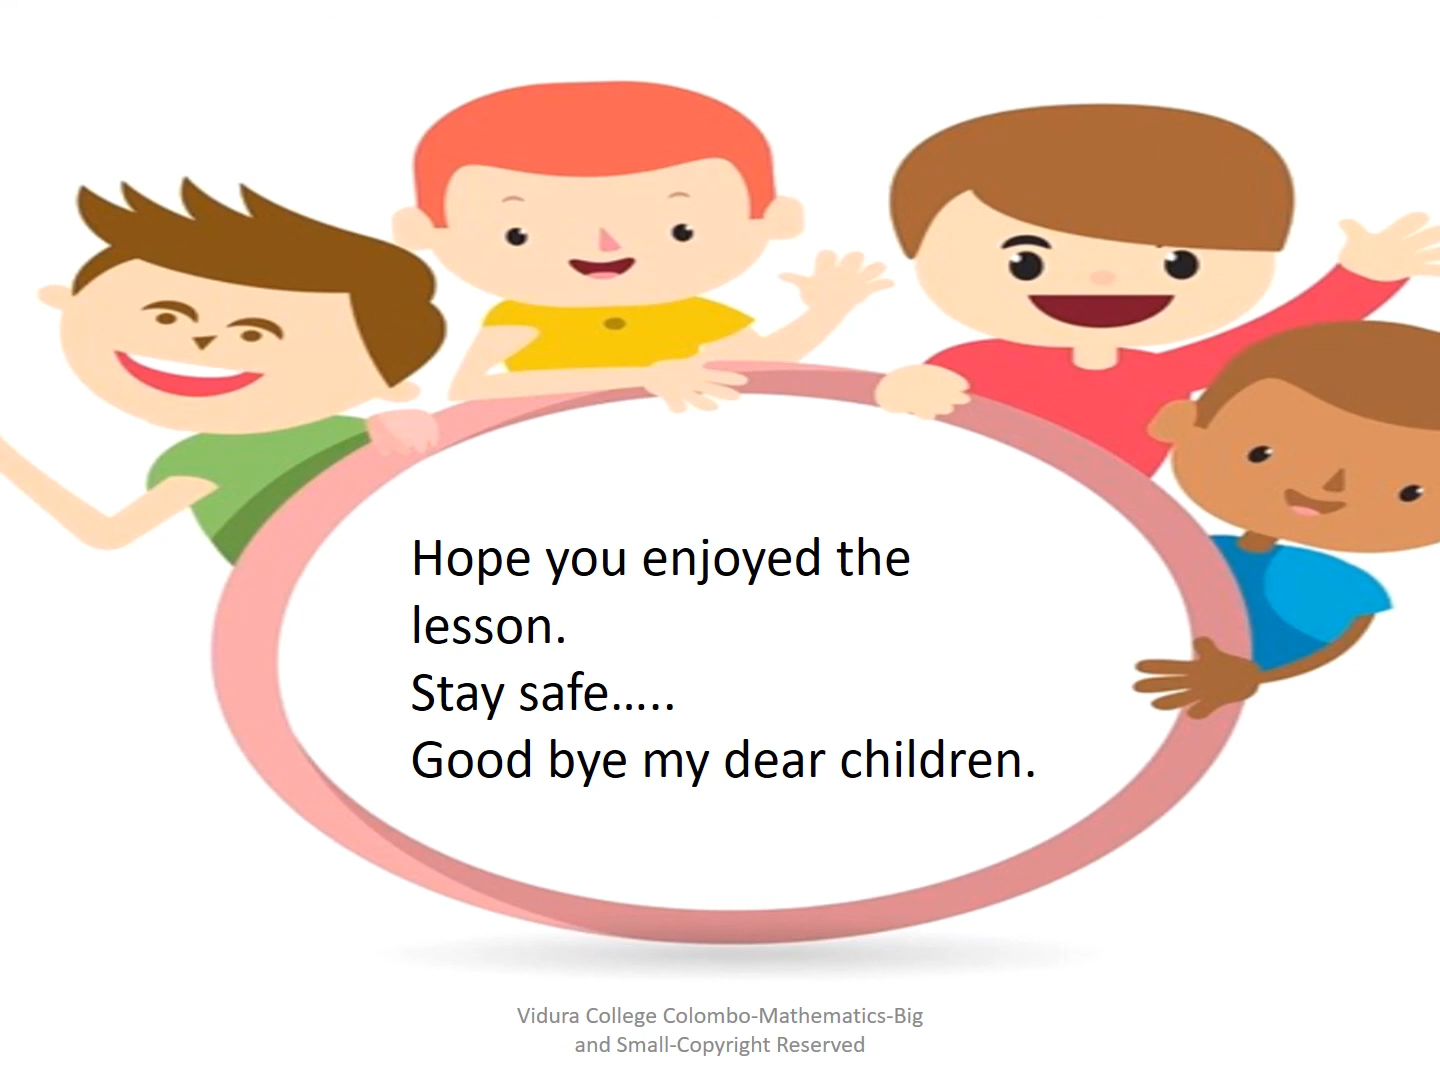 Hope you enjoyed the
lesson.
Stay safe.....
Good bye my dear children.
Vidura College Colombo-Mathematics-Big
and Small-Copyright Reserved